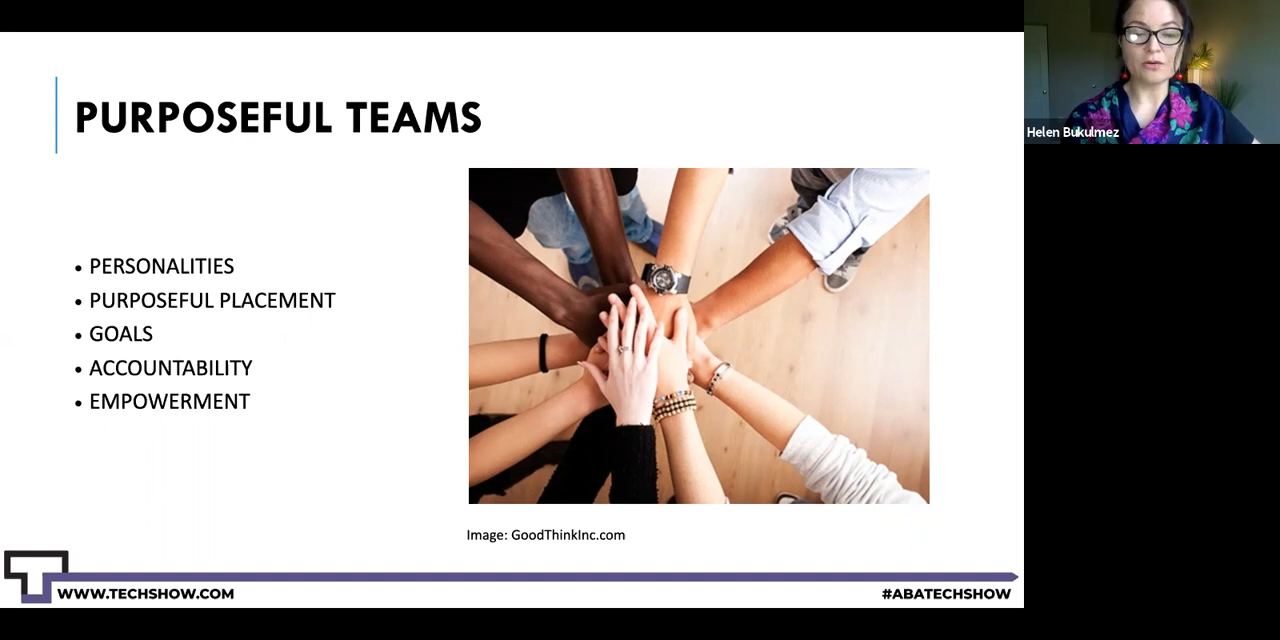 PURPOSEFUL TEAMS
• PERSONALITIES
• PURPOSEFUL PLACEMENT
• GOALS
• ACCOUNTABILITY
• EMPOWERMENT
Image: GoodThinkInc.com
WWW.TECHSHOW.COM
#ABATECHSHOW
Helen Bukulmez